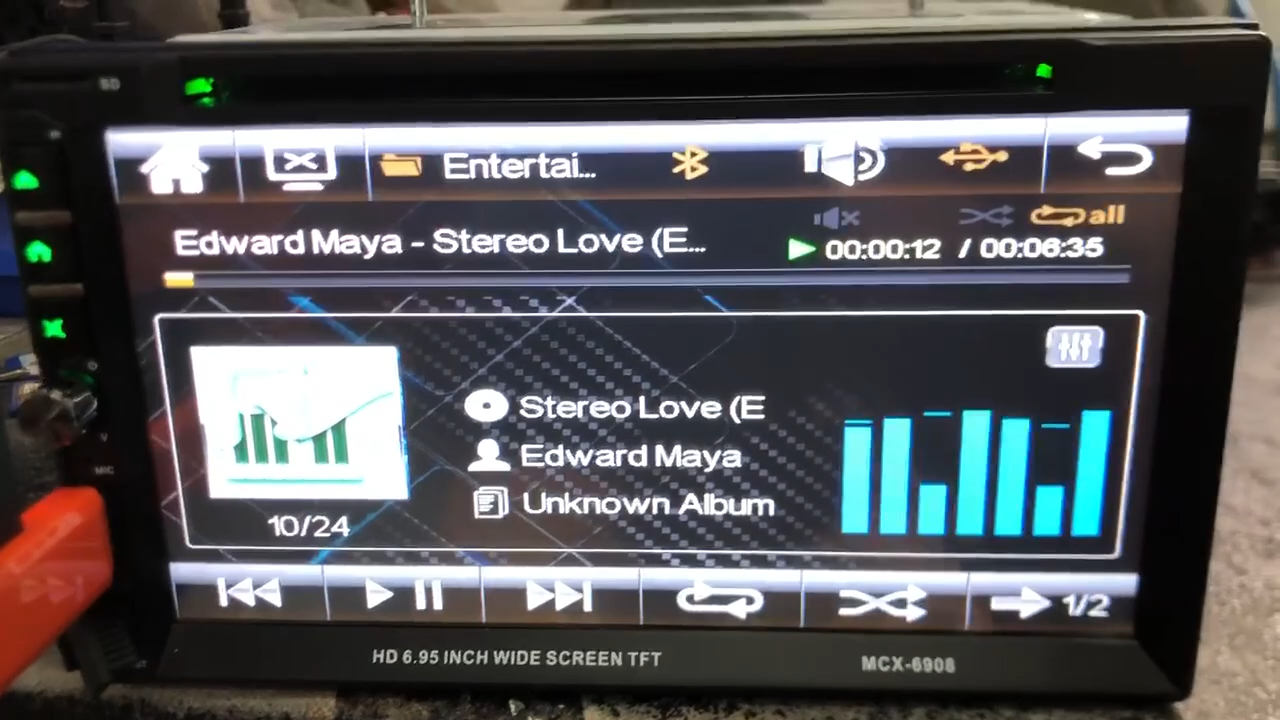 SD
Entertai...
all
Edward Maya - Stereo Love (E...
00:00:12 / 00:06:35
Stereo Love (E
Edward Maya
Unknown Album
10/24
MIC
1/2
HD 6.95 INCH WIDE SCREEN TFT
MCX-6908